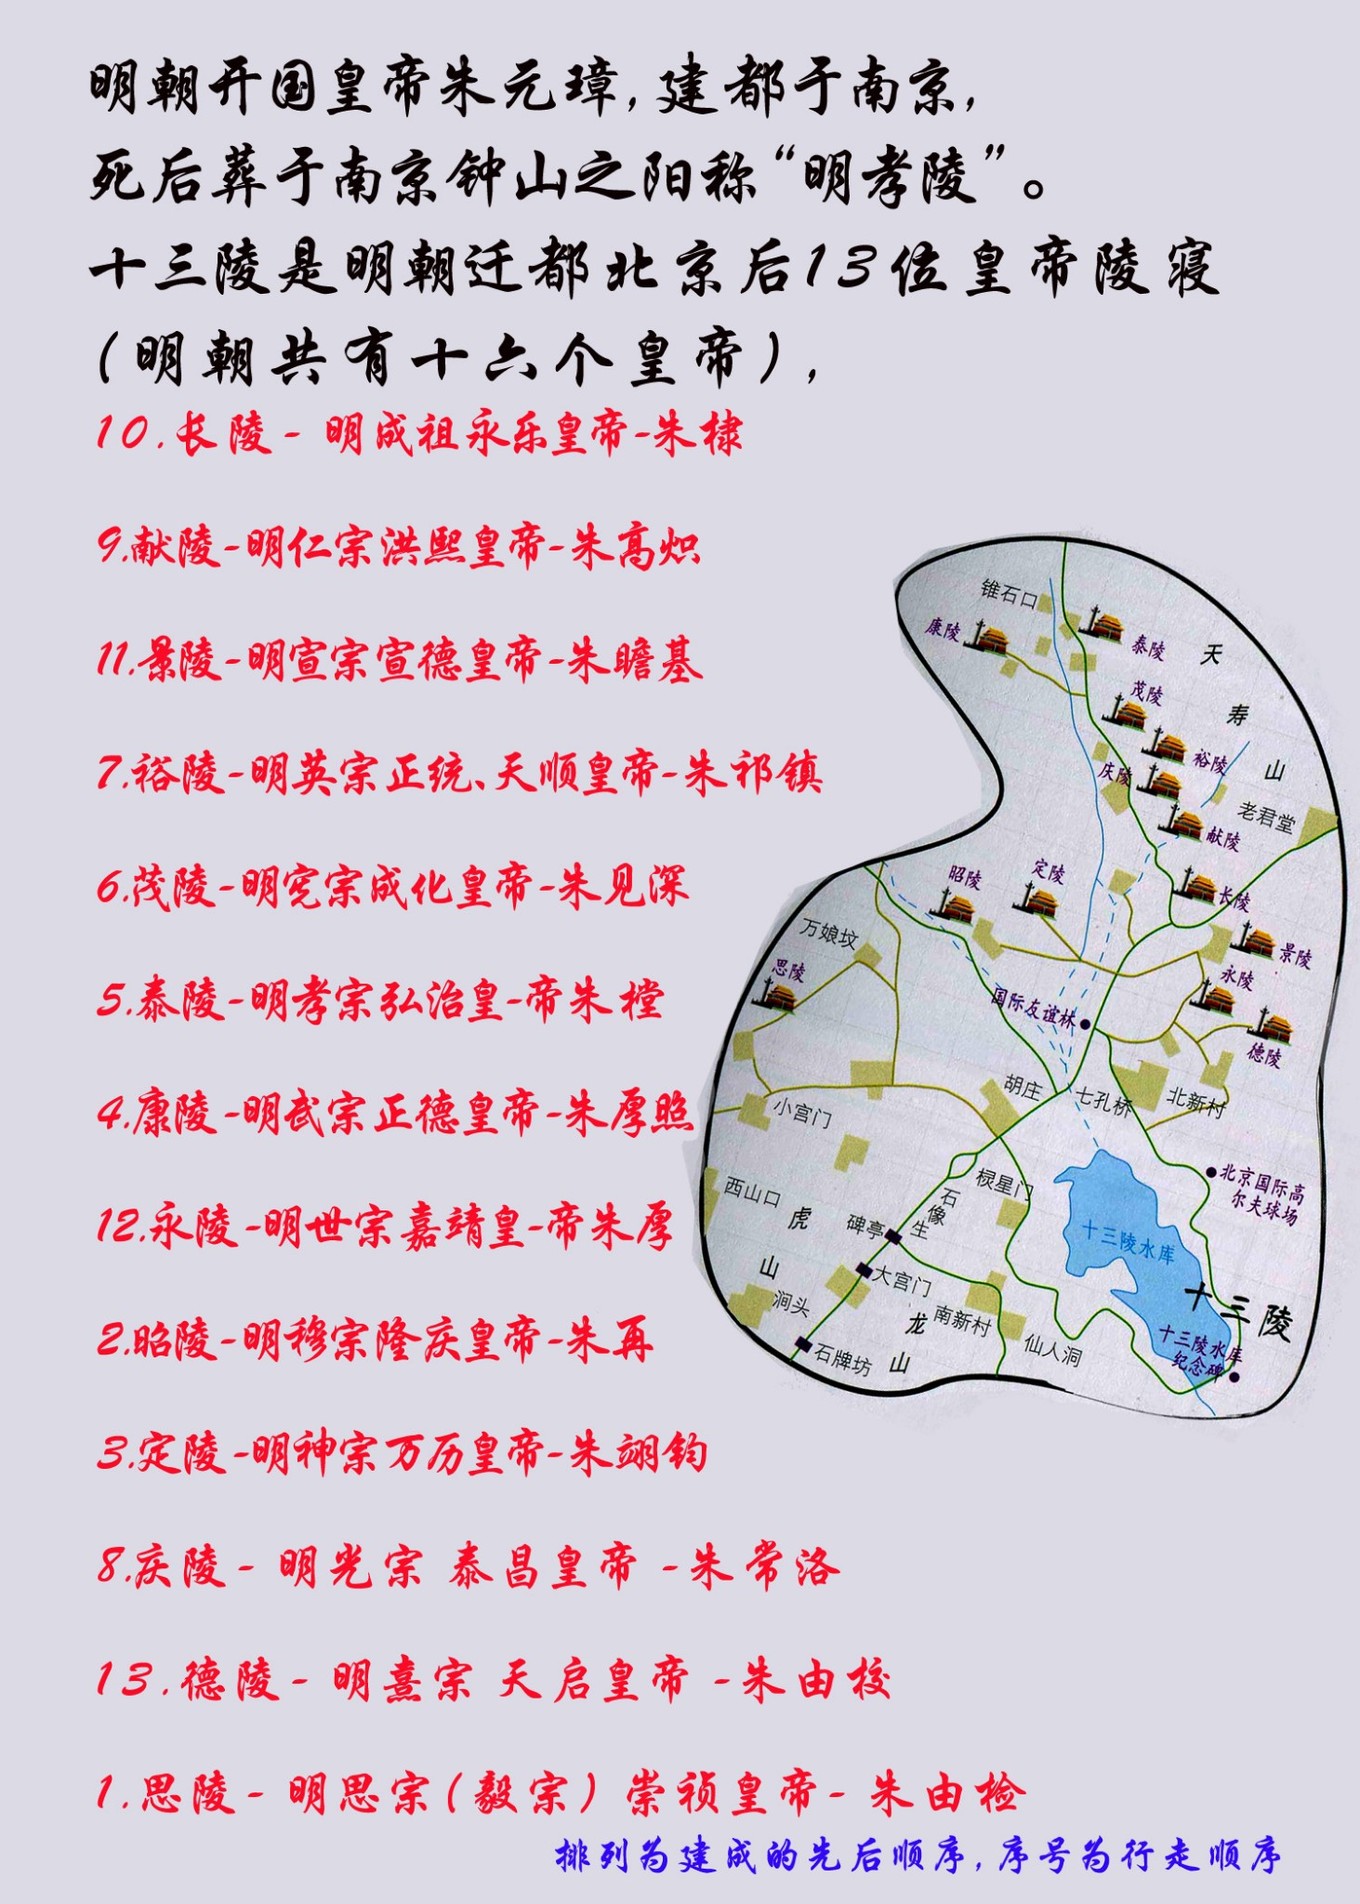 明朝开国皇帝朱元璋,建都于南京,
死后葬于南京钟山之阳称“明孝陵”。
十三陵是明朝迁都北京后13位皇帝陵寝
(明朝共有十六个皇帝),
10.长陵- 明成祖永乐皇帝-朱棣
9.献陵-明仁宗洪熙皇帝-朱高炽
11.景陵-明宣宗宣德皇帝-朱瞻基
7.裕陵-明英宗正统、天顺皇帝-朱祁镇
6.茂陵-明宪宗成化皇帝-朱见深
5.泰陵-明孝宗弘治皇-帝朱樘
4.康陵-明武宗正德皇帝-朱厚照
12.永陵-明世宗嘉靖皇-帝朱厚
2.昭陵-明穆宗隆庆皇帝-朱再
3.定陵-明神宗万历皇帝-朱翊钧
8.庆陵- 明光宗 泰昌皇帝 -朱常洛
13.德陵- 明熹宗 天启皇帝 -朱由校
1.思陵- 明思宗(毅宗) 崇祯皇帝- 朱由检
排列为建成的先后顺序,序号为行走顺序
锥石口
康陵
泰陵
天
寿
山
茂陵
裕陵
庆陵
老君堂
献陵
昭陵
定陵
长陵
万娘坟
景陵
思陵
永陵
国际友谊林
德陵
胡庄
七孔桥
北新村
小宫门
北京国际高
尔夫球场
棂星门
西山口
虎
山
石
像
生
碑亭
十三陵水库
大宫门
十三陵
涧头
南新村
龙
山
仙人洞
石牌坊
十三陵水库
纪念碑